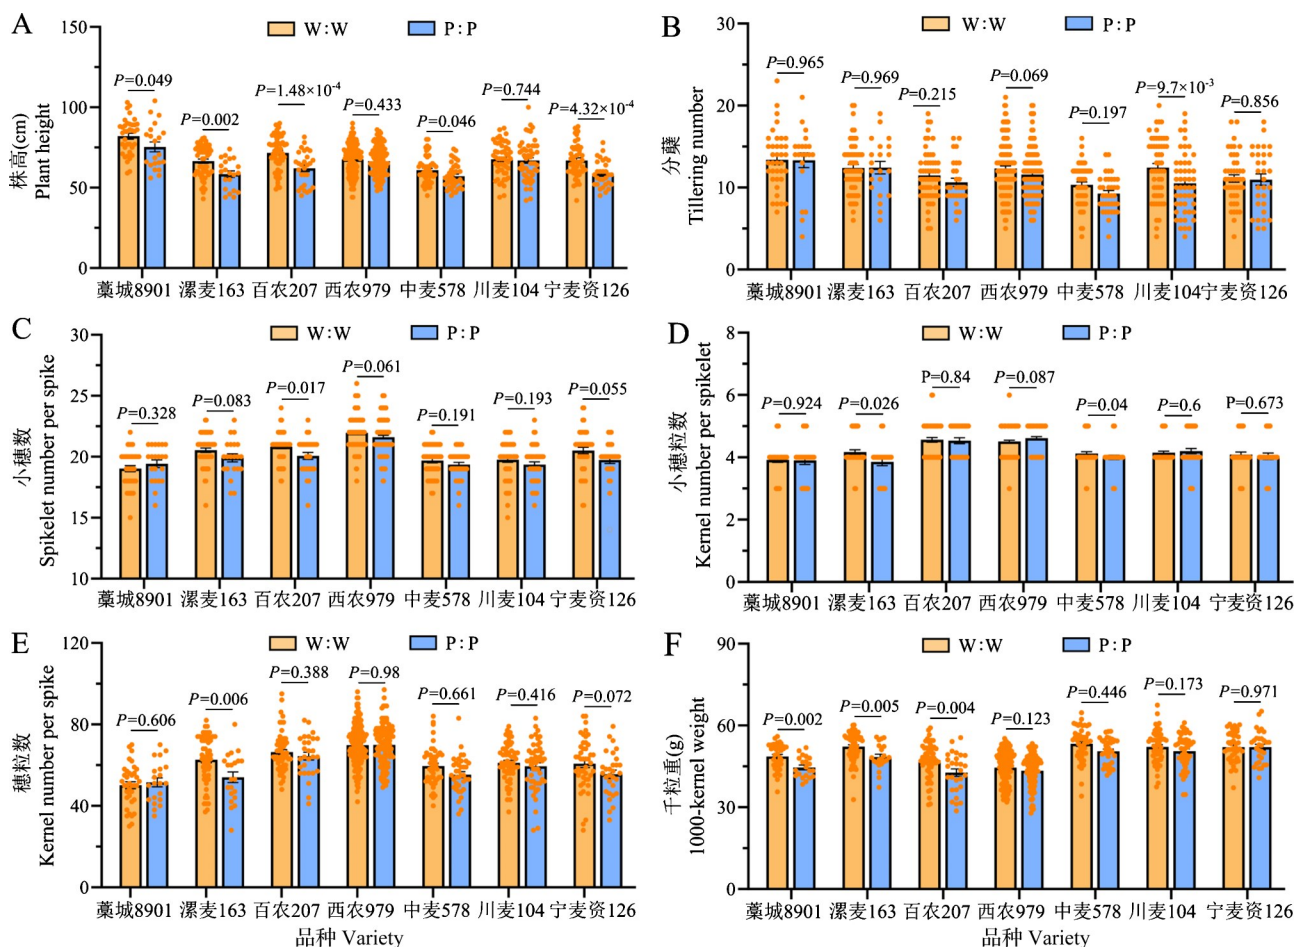 A
150
100
50
0
株高(cm)
Plant height
W:W
P:P
P=0.049
P=0.002
P=1.48×10-4
P=0.433
P=0.046
P=0.744
P=4.32×10-4
藁城8901 漯麦163 百农207 西农979 中麦578 川麦104 宁麦资126
B
30
20
10
0
分蘖
Tillering number
W:W
P:P
P=0.965
P=0.969
P=0.215
P=0.069
P=0.197
P=9.7×10-3
P=0.856
藁城8901 漯麦163 百农207 西农979 中麦578 川麦104 宁麦资126
C
30
25
20
15
10
小穗数
Spikelet number per spike
W:W
P:P
P=0.328
P=0.083
P=0.017
P=0.061
P=0.191
P=0.193
P=0.055
藁城8901 漯麦163 百农207 西农979 中麦578 川麦104 宁麦资126
D
8
6
4
2
0
小穗粒数
Kernel number per spikelet
W:W
P:P
P=0.924
P=0.026
P=0.84
P=0.087
P=0.04
P=0.6
P=0.673
藁城8901 漯麦163 百农207 西农979 中麦578 川麦104 宁麦资126
E
120
80
40
0
穗粒数
Kernel number per spike
W:W
P:P
P=0.606
P=0.006
P=0.388
P=0.98
P=0.661
P=0.416
P=0.072
藁城8901 漯麦163 百农207 西农979 中麦578 川麦104 宁麦资126
品种 Variety
F
90
60
30
0
千粒重(g)
1000-kernel weight
W:W
P:P
P=0.002
P=0.005
P=0.004
P=0.123
P=0.446
P=0.173
P=0.971
藁城8901 漯麦163 百农207 西农979 中麦578 川麦104 宁麦资126
品种 Variety